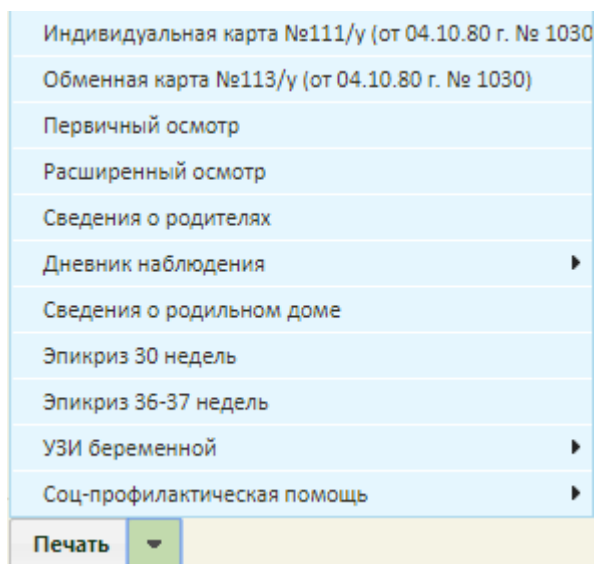 Индивидуальная карта №111/у (от 04.10.80 г. № 1030
Обменная карта №113/у (от 04.10.80 г. № 1030)
Первичный осмотр
Расширенный осмотр
Сведения о родителях
Дневник наблюдения
Сведения о родильном доме
Эпикриз 30 недель
Эпикриз 36-37 недель
УЗИ беременной
Соц-профилактическая помощь
Печать